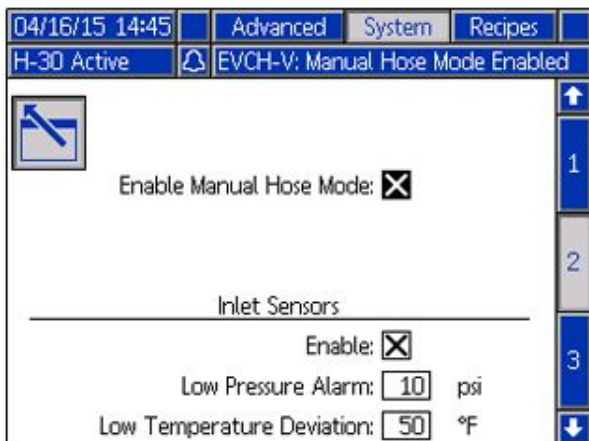 04/16/15 14:45 Advanced System Recipes
H-30 Active EVCH-V: Manual Hose Mode Enabled
1
Enable Manual Hose Mode:
2
Inlet Sensors
Enable:
3
Low Pressure Alarm: 10 psi
Low Temperature Deviation: 50 °F